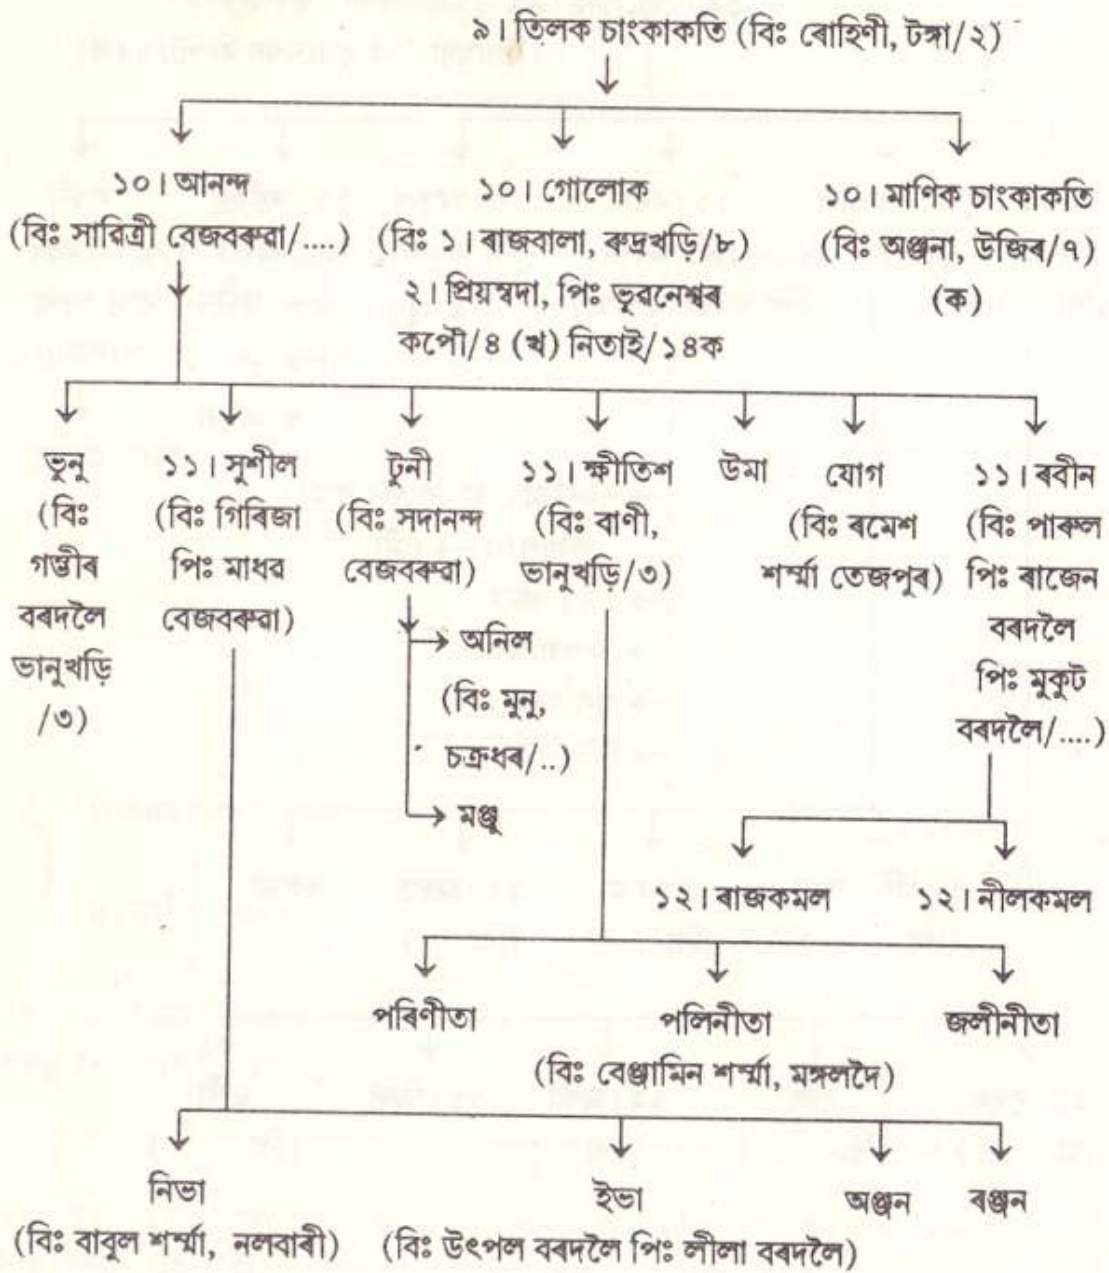 ৯। তিলক চাংকাকতি (বিঃ ৰোহিণী, টঙ্গা/২)
১০। আনন্দ ১০। গোলোক ১০। মাণিক চাংকাকতি
(বিঃ সাৱিত্ৰী বেজবৰুৱা/....) (বিঃ ১। ৰাজবালা, ৰুদ্ৰখড়ি/৮) (বিঃ অঞ্জনা, উজিৰ/৭)
২। প্ৰিয়ম্বদা, পিঃ ভূৱনেশ্বৰ (ক)
কপৌ/৪ (খ) নিতাই/১৪ক
ভুনু ১১। সুশীল টুনী ১১। ক্ষীতিশ উমা যোগ ১১। ৰবীন
(বিঃ (বিঃ গিৰিজা (বিঃ সদানন্দ (বিঃ বাণী, (বিঃ ৰমেশ (বিঃ পাৰুল
গম্ভীৰ পিঃ মাধৱ বেজবৰুৱা) ভানুখড়ি/৩) শৰ্ম্মা তেজপুৰ) পিঃ ৰাজেন
বৰদলৈ বেজবৰুৱা) → অনিল বৰদলৈ
ভানুখড়ি (বিঃ মুনু, পিঃ মুকুট
/৩) চক্ৰধৰ/..) বৰদলৈ/....)
→ মঞ্জু
১২। ৰাজকমল ১২। নীলকমল
পৰিণীতা পলিনীতা জলীনীতা
(বিঃ বেঞ্জামিন শৰ্ম্মা, মঙ্গলদৈ)
নিভা ইভা অঞ্জন ৰঞ্জন
(বিঃ বাবুল শৰ্ম্মা, নলবাৰী) (বিঃ উৎপল বৰদলৈ পিঃ লীলা বৰদলৈ)